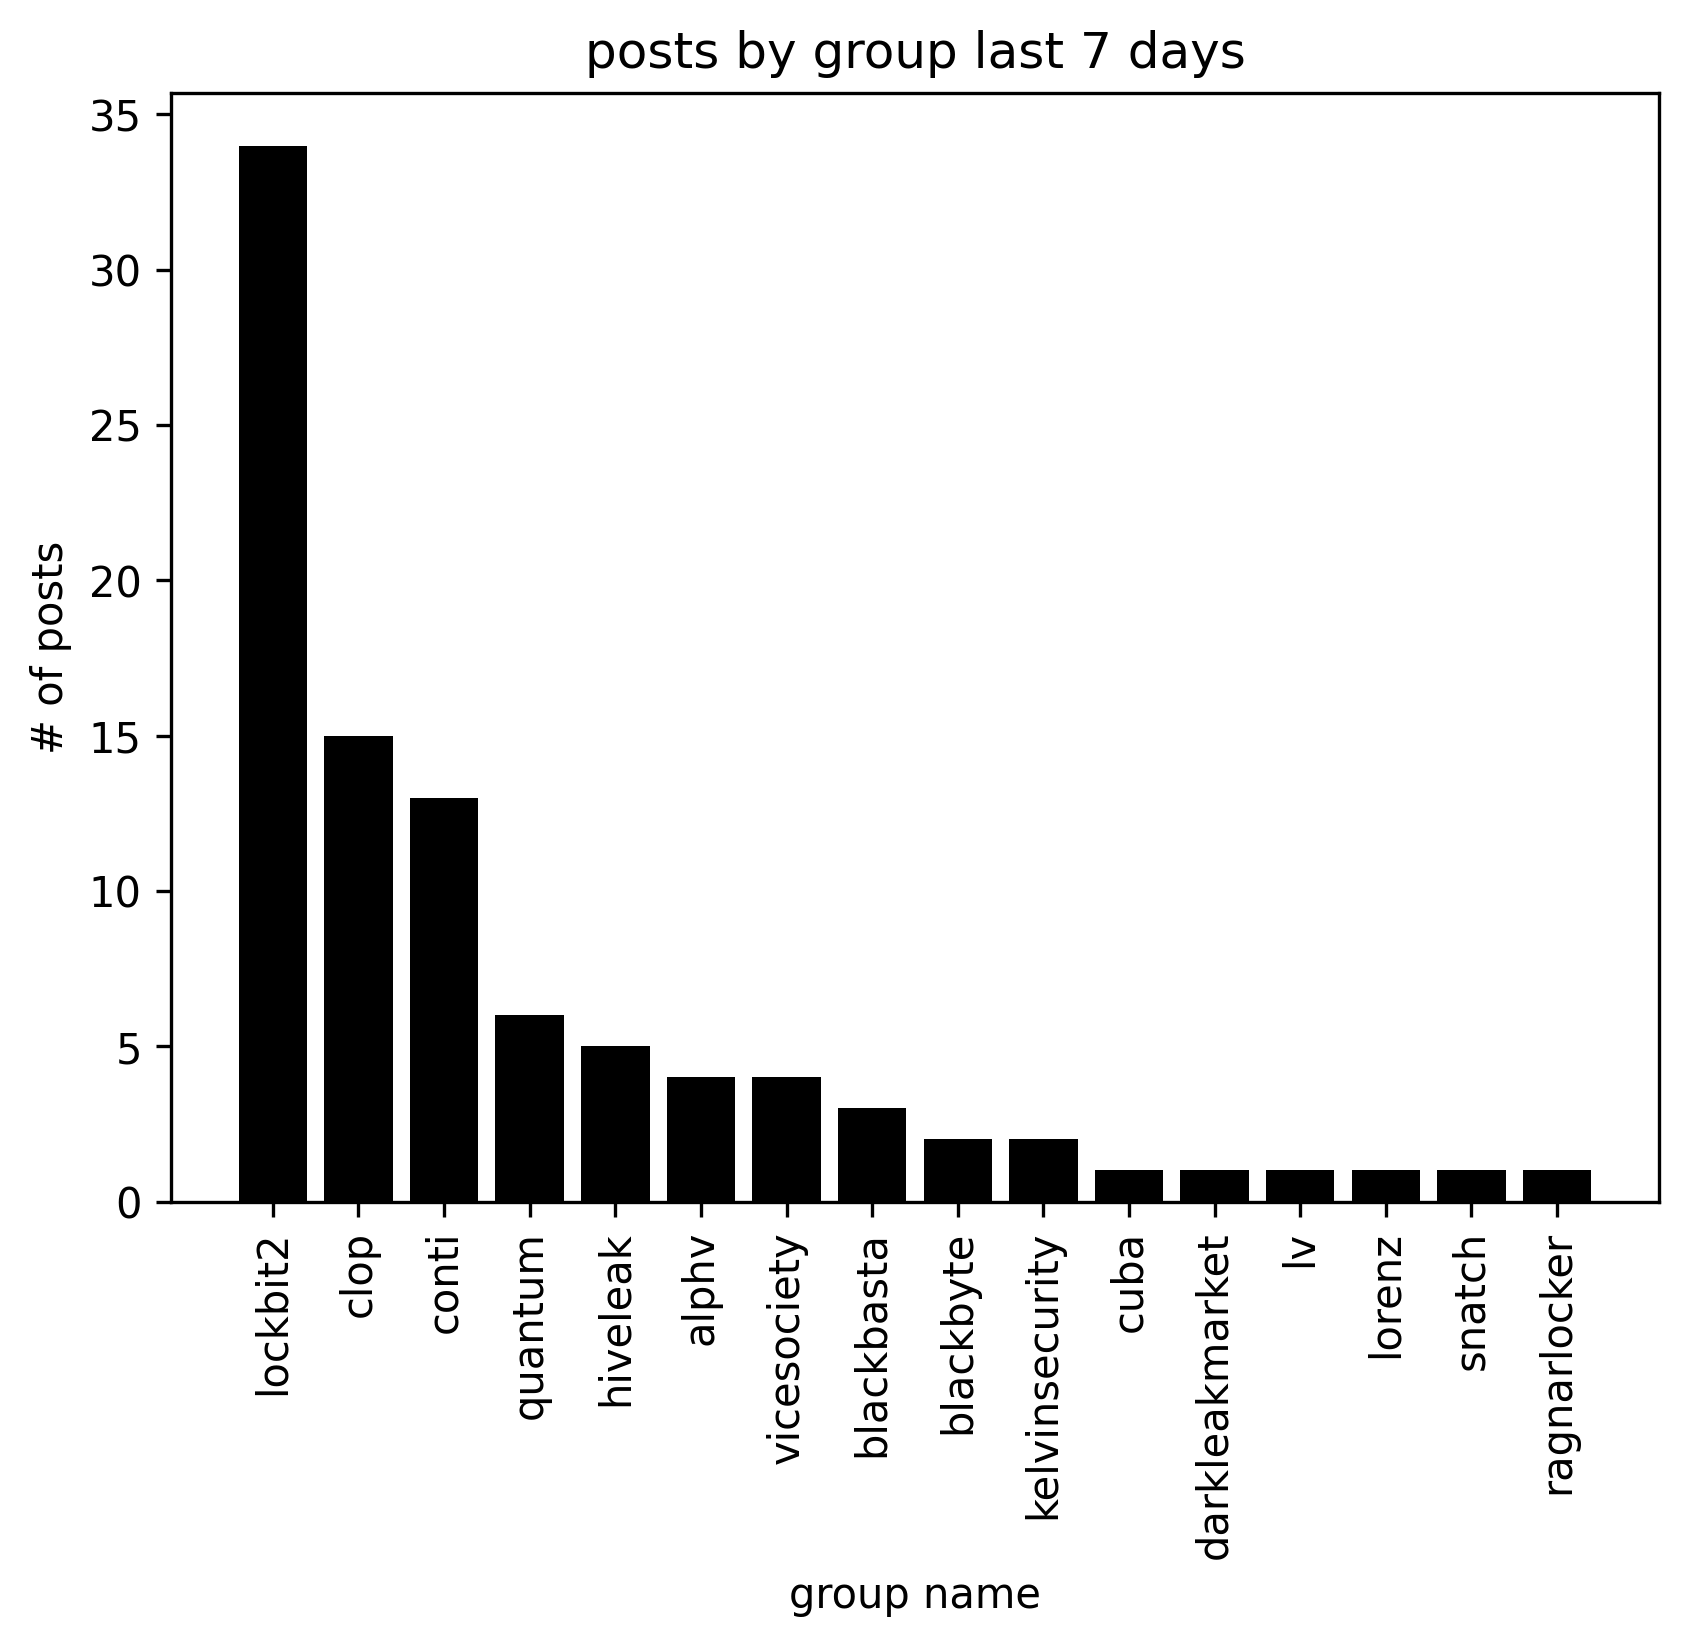 posts by group last 7 days
35
30
25
20
15
10
5
0
# of posts
lockbit2
clop
conti
quantum
hiveleak
alphv
vicesociety
blackbasta
blackbyte
kelvinsecurity
cuba
darkleakmarket
lv
lorenz
snatch
ragnarlocker
group name